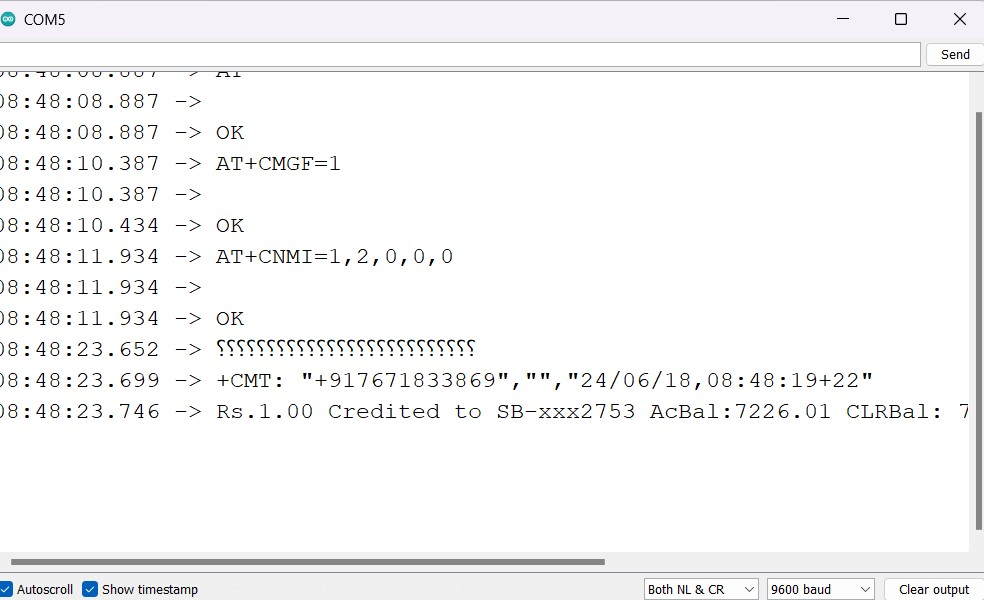 COM5
Send
08:48:08.887 -> AT
08:48:08.887 ->
08:48:08.887 -> OK
08:48:10.387 -> AT+CMGF=1
08:48:10.387 ->
08:48:10.434 -> OK
08:48:11.934 -> AT+CNMI=1,2,0,0,0
08:48:11.934 ->
08:48:11.934 -> OK
08:48:23.652 -> ⸮⸮⸮⸮⸮⸮⸮⸮⸮⸮⸮⸮⸮⸮⸮⸮⸮⸮⸮⸮⸮⸮⸮⸮⸮⸮
08:48:23.699 -> +CMT: "+917671833869","","24/06/18,08:48:19+22"
08:48:23.746 -> Rs.1.00 Credited to SB-xxx2753 AcBal:7226.01 CLRBal: 7
Autoscroll Show timestamp Both NL & CR 9600 baud Clear output